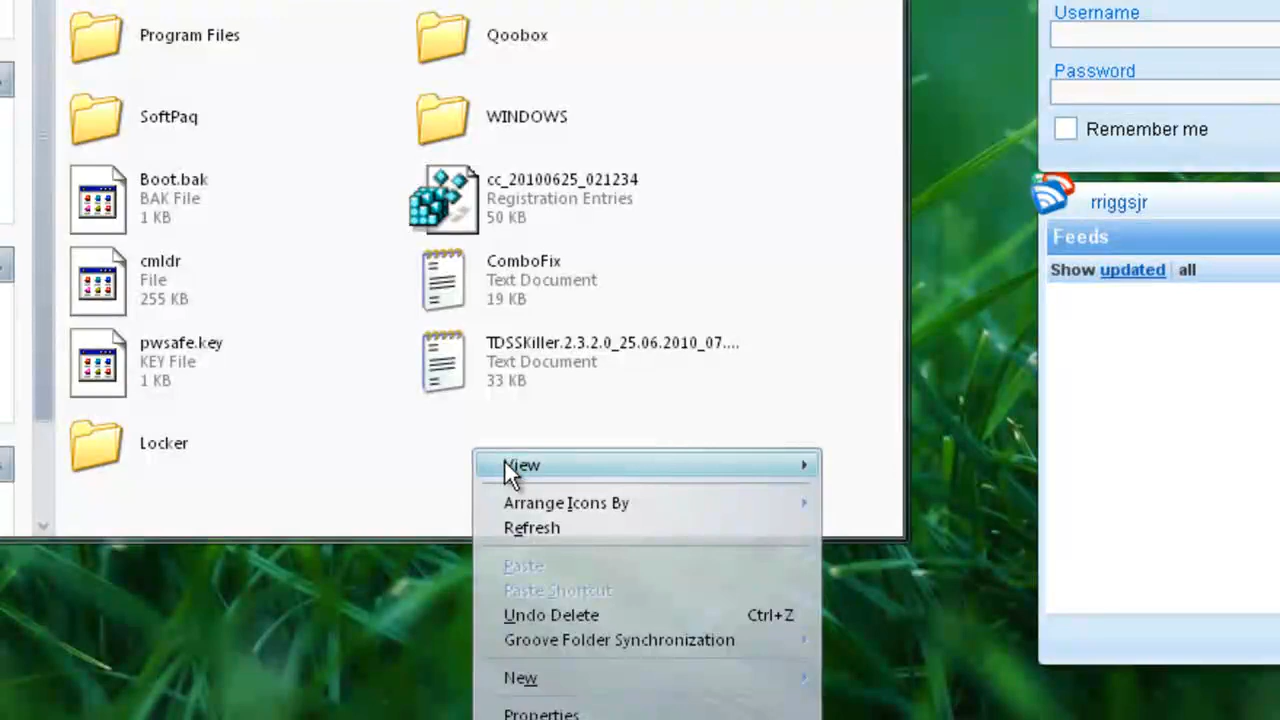 Program Files
Qoobox
SoftPaq
WINDOWS
Boot.bak
BAK File
1 KB
cc_20100625_021234
Registration Entries
50 KB
cmldr
File
255 KB
ComboFix
Text Document
19 KB
pwsafe.key
KEY File
1 KB
TDSSKiller.2.3.2.0_25.06.2010_07....
Text Document
33 KB
Locker
View
Arrange Icons By
Refresh
Paste
Paste Shortcut
Undo Delete Ctrl+Z
Groove Folder Synchronization
New
Properties
Username
Password
Remember me
rriggsjr
Feeds
Show updated | all